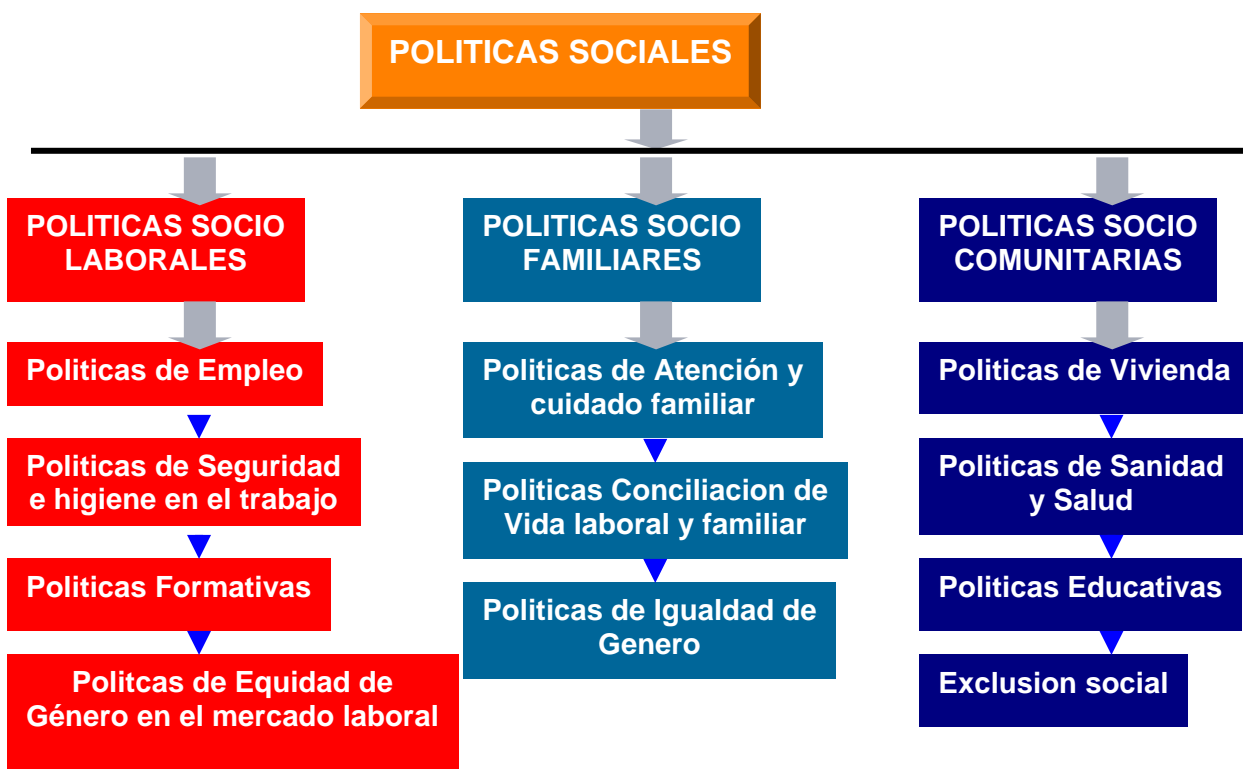 POLITICAS SOCIALES
POLITICAS SOCIO
LABORALES
Politicas de Empleo
Politicas de Seguridad
e higiene en el trabajo
Politicas Formativas
Politcas de Equidad de
Género en el mercado laboral
POLITICAS SOCIO
FAMILIARES
Politicas de Atención y
cuidado familiar
Politicas Conciliacion de
Vida laboral y familiar
Politicas de Igualdad de
Genero
POLITICAS SOCIO
COMUNITARIAS
Politicas de Vivienda
Politicas de Sanidad
y Salud
Politicas Educativas
Exclusion social